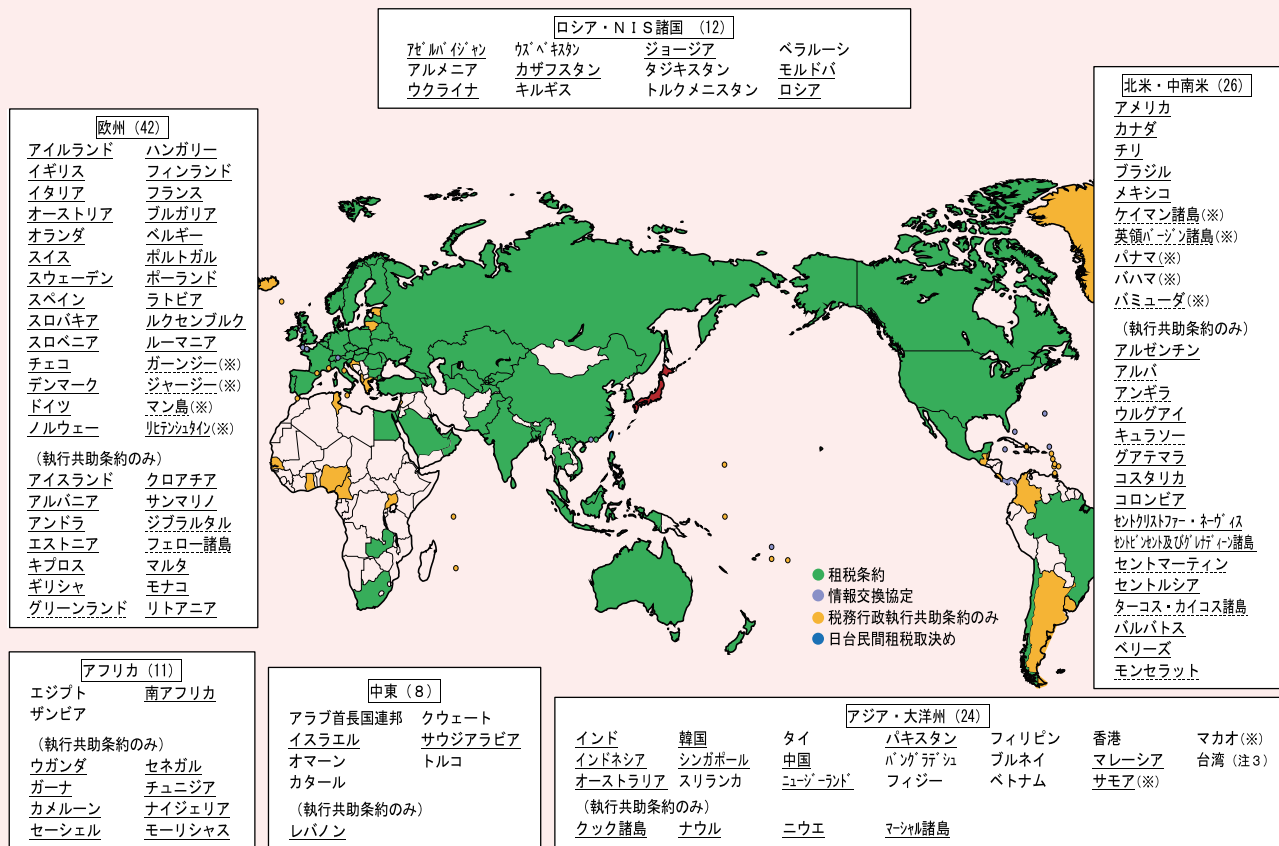 ロシア・ＮＩＳ諸国 （12）
ｱｾﾞﾙﾊﾞｲｼﾞｬﾝ ｳｽﾞﾍﾞｷｽﾀﾝ ジョージア ベラルーシ
アルメニア カザフスタン タジキスタン モルドバ
ウクライナ キルギス トルクメニスタン ロシア
欧州（42）
アイルランド ハンガリー
イギリス フィンランド
イタリア フランス
オーストリア ブルガリア
オランダ ベルギー
スイス ポルトガル
スウェーデン ポーランド
スペイン ラトビア
スロバキア ルクセンブルク
スロベニア ルーマニア
チェコ ガーンジー(※)
デンマーク ジャージー(※)
ドイツ マン島(※)
ノルウェー ﾘﾋﾃﾝｼｭﾀｲﾝ(※)
（執行共助条約のみ）
アイスランド クロアチア
アルバニア サンマリノ
アンドラ ジブラルタル
エストニア フェロー諸島
キプロス マルタ
ギリシャ モナコ
グリーンランド リトアニア
北米・中南米（26）
アメリカ
カナダ
チリ
ブラジル
メキシコ
ケイマン諸島(※)
英領ﾊﾞｰｼﾞﾝ諸島(※)
パナマ(※)
バハマ(※)
バミューダ(※)
（執行共助条約のみ）
アルゼンチン
アルバ
アンギラ
ウルグアイ
キュラソー
グアテマラ
コスタリカ
コロンビア
ｾﾝﾄｸﾘｽﾄﾌｧｰ・ﾈｰｳﾞｨｽ
ｾﾝﾄﾋﾞﾝｾﾝﾄ及びｸﾞﾚﾅﾃﾞｨｰﾝ諸島
セントマーティン
セントルシア
タークス・カイコス諸島
バルバトス
ベリーズ
モンセラット
租税条約
情報交換協定
税務行政執行共助条約のみ
日台民間租税取決め
アフリカ（11）
エジプト 南アフリカ
ザンビア
（執行共助条約のみ）
ウガンダ セネガル
ガーナ チュニジア
カメルーン ナイジェリア
セーシェル モーリシャス
中東（８）
アラブ首長国連邦 クウェート
イスラエル サウジアラビア
オマーン トルコ
カタール
（執行共助条約のみ）
レバノン
アジア・大洋州（24）
インド 韓国 タイ パキスタン フィリピン 香港 マカオ(※)
インドネシア シンガポール 中国 ﾊﾞﾝｸﾞﾗﾃﾞｼｭ ブルネイ マレーシア 台湾（注３）
オーストラリア スリランカ ﾆｭｰｼﾞｰﾗﾝﾄﾞ フィジー ベトナム サモア(※)
（執行共助条約のみ）
クック諸島 ナウル ニウエ ﾏｰｼｬﾙ諸島